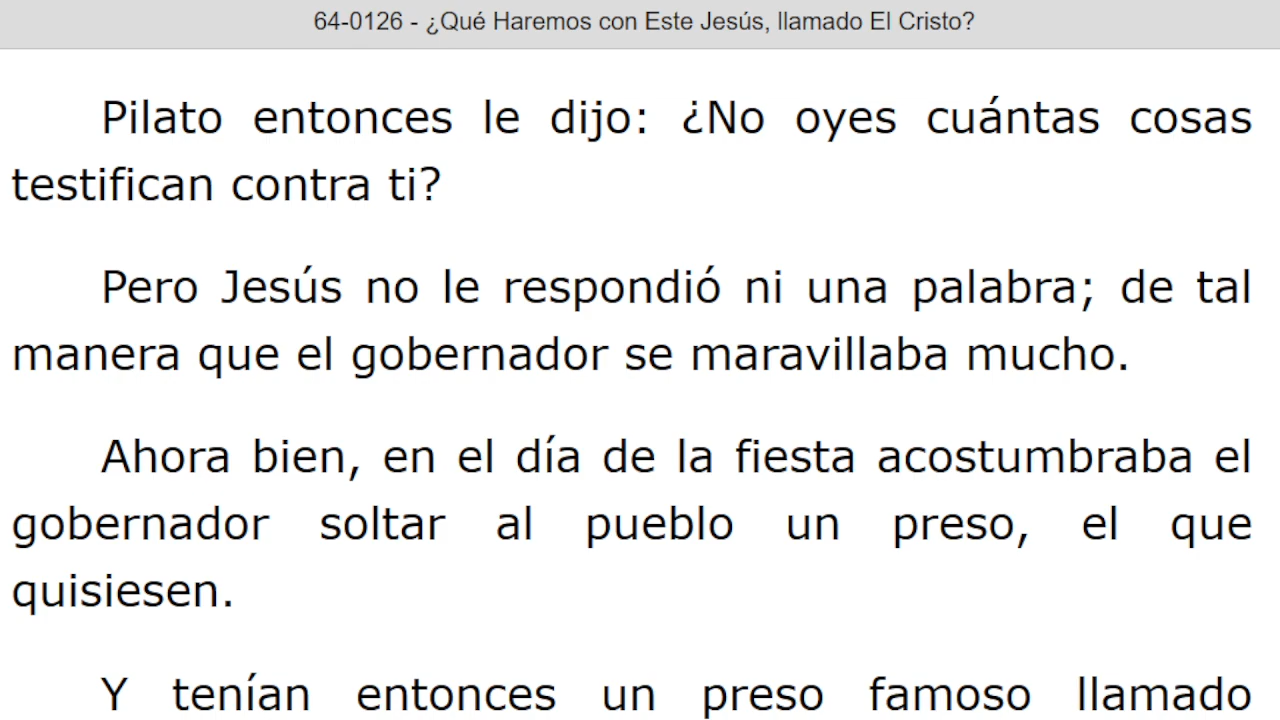 64-0126 - ¿Qué Haremos con Este Jesús, llamado El Cristo?
Pilato entonces le dijo: ¿No oyes cuántas cosas
testifican contra ti?
Pero Jesús no le respondió ni una palabra; de tal
manera que el gobernador se maravillaba mucho.
Ahora bien, en el día de la fiesta acostumbraba el
gobernador soltar al pueblo un preso, el que
quisiesen.
Y tenían entonces un preso famoso llamado